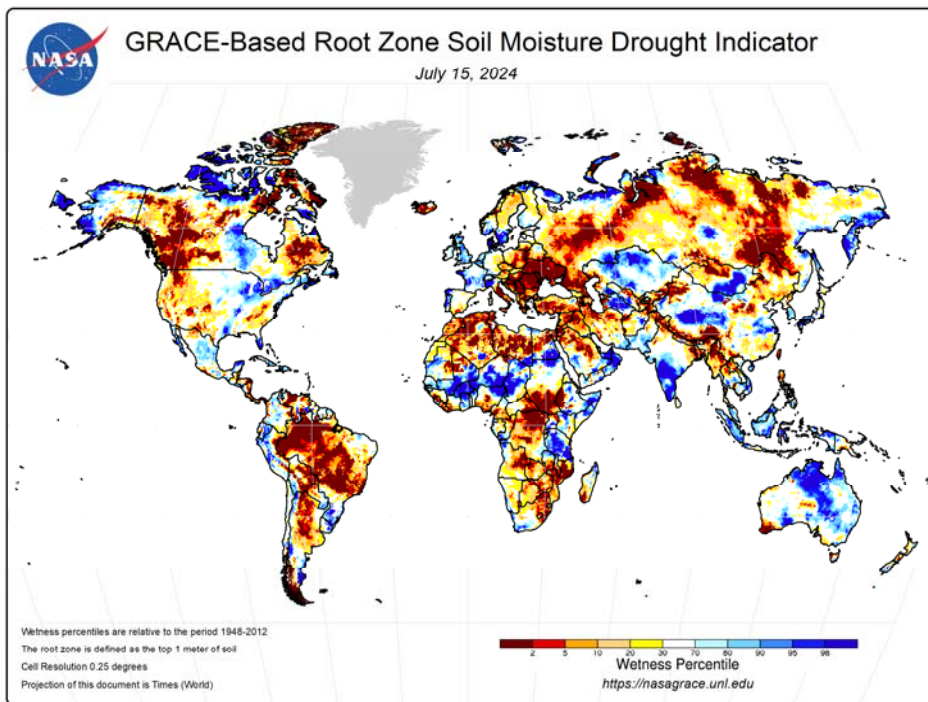 NASA
GRACE-Based Root Zone Soil Moisture Drought Indicator
July 15, 2024
Wetness percentiles are relative to the period 1948-2012
The root zone is defined as the top 1 meter of soil
Cell Resolution 0.25 degrees
Projection of this document is Times (World)
2 5 10 20 30 70 80 90 95 98
Wetness Percentile
https://nasagrace.unl.edu